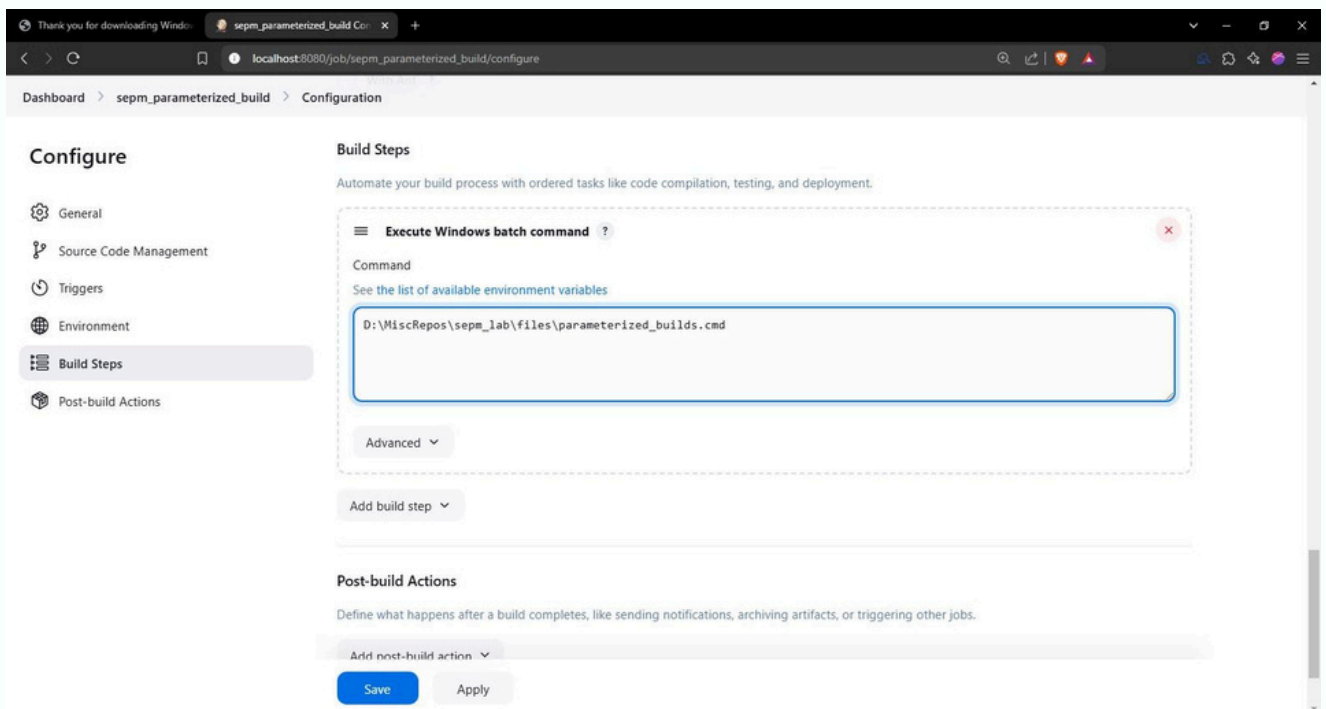 Thank you for downloading Windo
sepm_parameterized_build Con
localhost:8080/job/sepm_parameterized_build/configure
Dashboard > sepm_parameterized_build > Configuration
Configure
General
Source Code Management
Triggers
Environment
Build Steps
Post-build Actions
Build Steps
Automate your build process with ordered tasks like code compilation, testing, and deployment.
Execute Windows batch command ?
Command
See the list of available environment variables
D:\MiscRepos\sepm_lab\files\parameterized_builds.cmd
Advanced
Add build step
Post-build Actions
Define what happens after a build completes, like sending notifications, archiving artifacts, or triggering other jobs.
Add post-build action
Save Apply